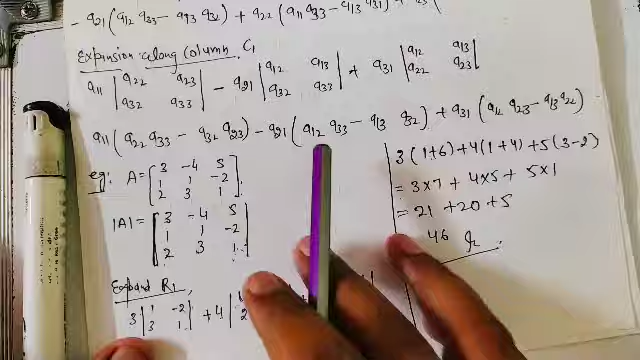 - a21(a12 a33 - a13 a32) + a22(a11 a33 - a13 a31) + a23
Expansion along column C1
a11 | a22 a23 | - a21 | a12 a13 | + a31 | a12 a13 |
a32 a33 a32 a33 a22 a23
a11(a22 a33 - a32 a23) - a21(a12 a33 - a13 a32) + a31(a12 a23 - a13 a22)
eg: A = [ 3 -4 5
1 1 -2
2 3 1 ]
|A| = | 3 -4 5
1 1 -2
2 3 1 |
Expand R1,
3 | 1 -2 | + 4 |
3 1 2
3(1+6)+4(1+4)+5(3-2)
= 3×7 + 4×5 + 5×1
= 21 +20 +5
46